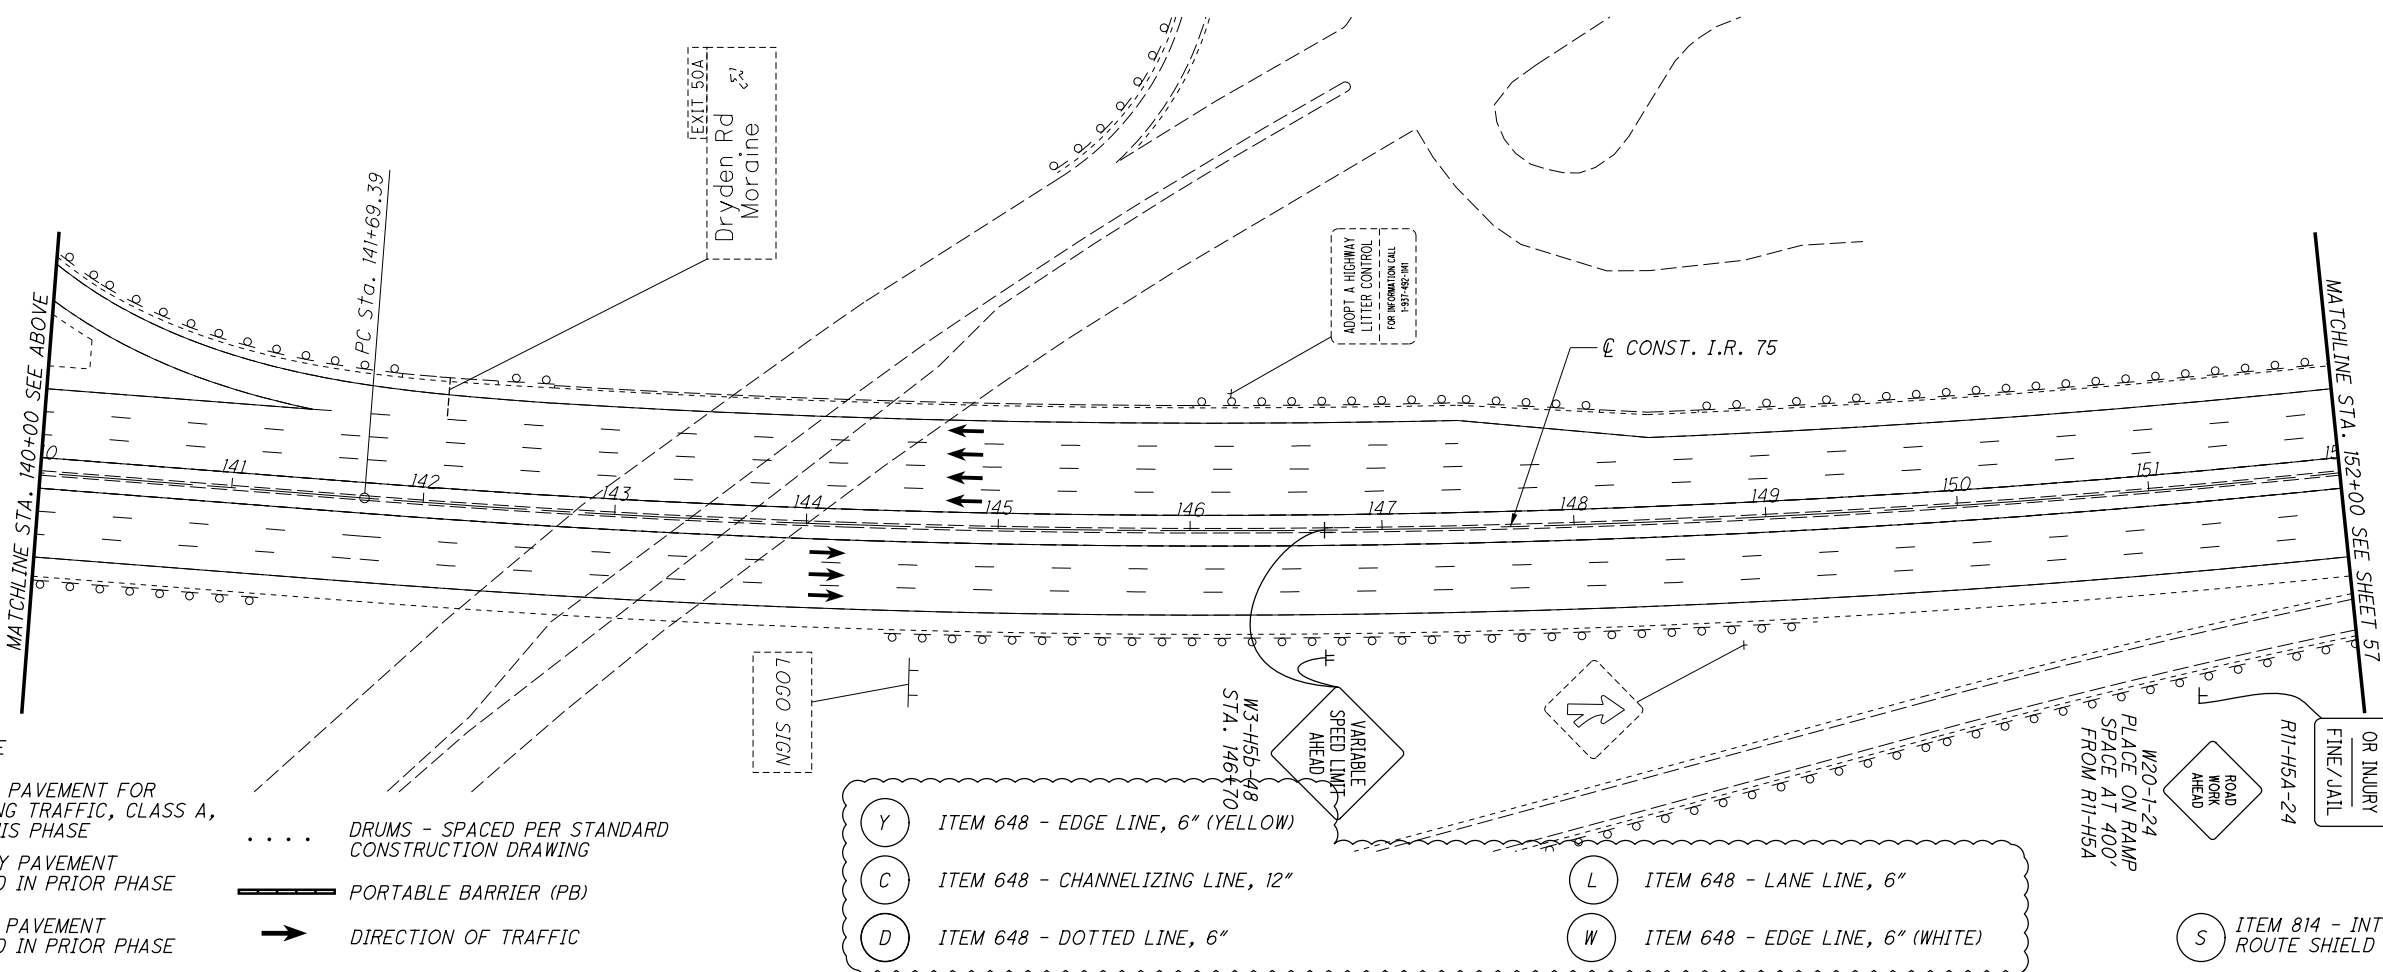 EXIT 50A
Dryden Rd
Moraine
PC Sta. 141+69.39
MATCHLINE STA. 140+00 SEE ABOVE
ADOPT A HIGHWAY
LITTER CONTROL
FOR INFORMATION CALL
℄ CONST. I.R. 75
MATCHLINE STA. 152+00 SEE SHEET 57
0
141
142
143
144
145
146
147
148
149
150
151
15
LOGO SIGN
W3-H5b-48
STA. 146+70
VARIABLE
SPEED LIMIT
AHEAD
W20-1-24
PLACE ON RAMP
SPACE AT 400'
FROM R11-H5A
ROAD
WORK
AHEAD
R11-H5A-24
OR INJURY
FINE/JAIL
E
PAVEMENT FOR
NG TRAFFIC, CLASS A,
IS PHASE
Y PAVEMENT
D IN PRIOR PHASE
PAVEMENT
D IN PRIOR PHASE
DRUMS - SPACED PER STANDARD
CONSTRUCTION DRAWING
PORTABLE BARRIER (PB)
DIRECTION OF TRAFFIC
Y ITEM 648 - EDGE LINE, 6" (YELLOW)
C ITEM 648 - CHANNELIZING LINE, 12"
D ITEM 648 - DOTTED LINE, 6"
L ITEM 648 - LANE LINE, 6"
W ITEM 648 - EDGE LINE, 6" (WHITE)
S ITEM 814 - INT
ROUTE SHIELD